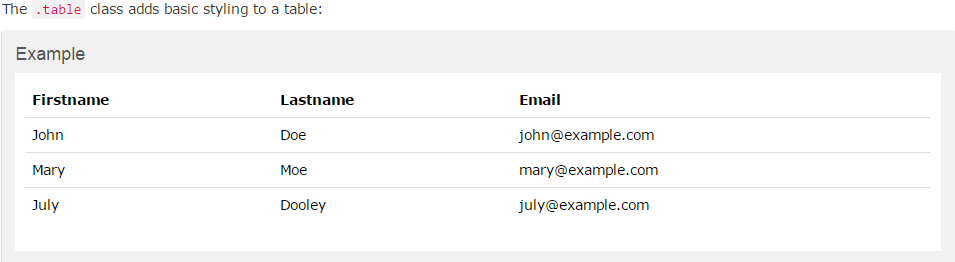 The .table class adds basic styling to a table:
Example
Firstname Lastname Email
John Doe john@example.com
Mary Moe mary@example.com
July Dooley july@example.com